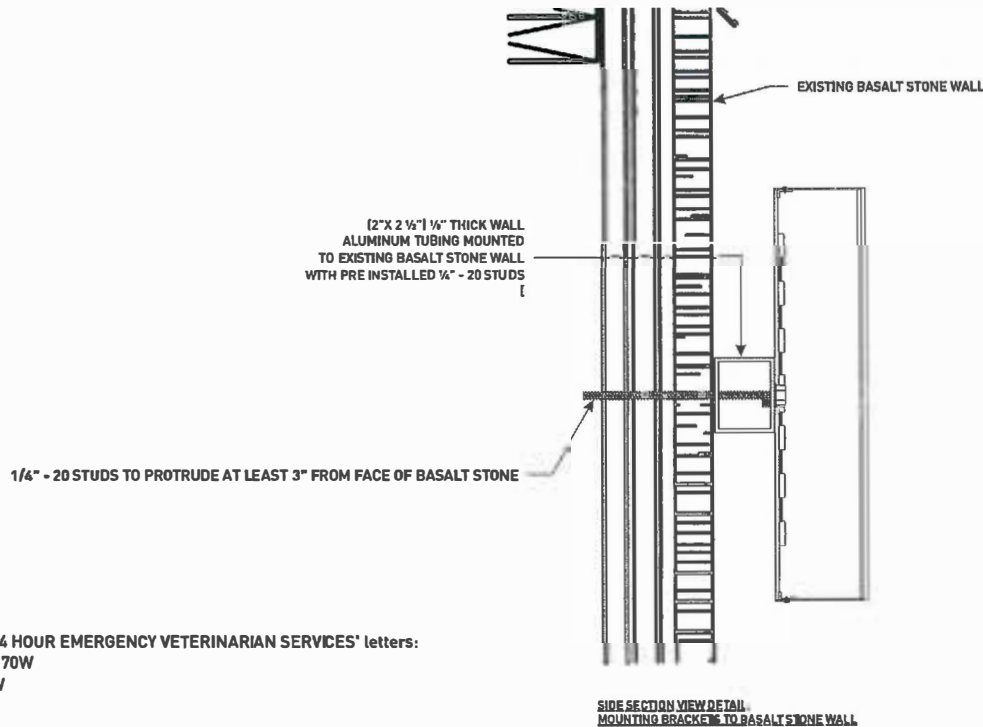 EXISTING BASALT STONE WALL
(2"X 2 ½") ⅛" THICK WALL
ALUMINUM TUBING MOUNTED
TO EXISTING BASALT STONE WALL
WITH PRE INSTALLED ¼" - 20 STUDS
[
1/4" - 20 STUDS TO PROTRUDE AT LEAST 3" FROM FACE OF BASALT STONE
4 HOUR EMERGENCY VETERINARIAN SERVICES' letters:
70W
SIDE SECTION VIEW DETAIL
MOUNTING BRACKETS TO BASALT STONE WALL